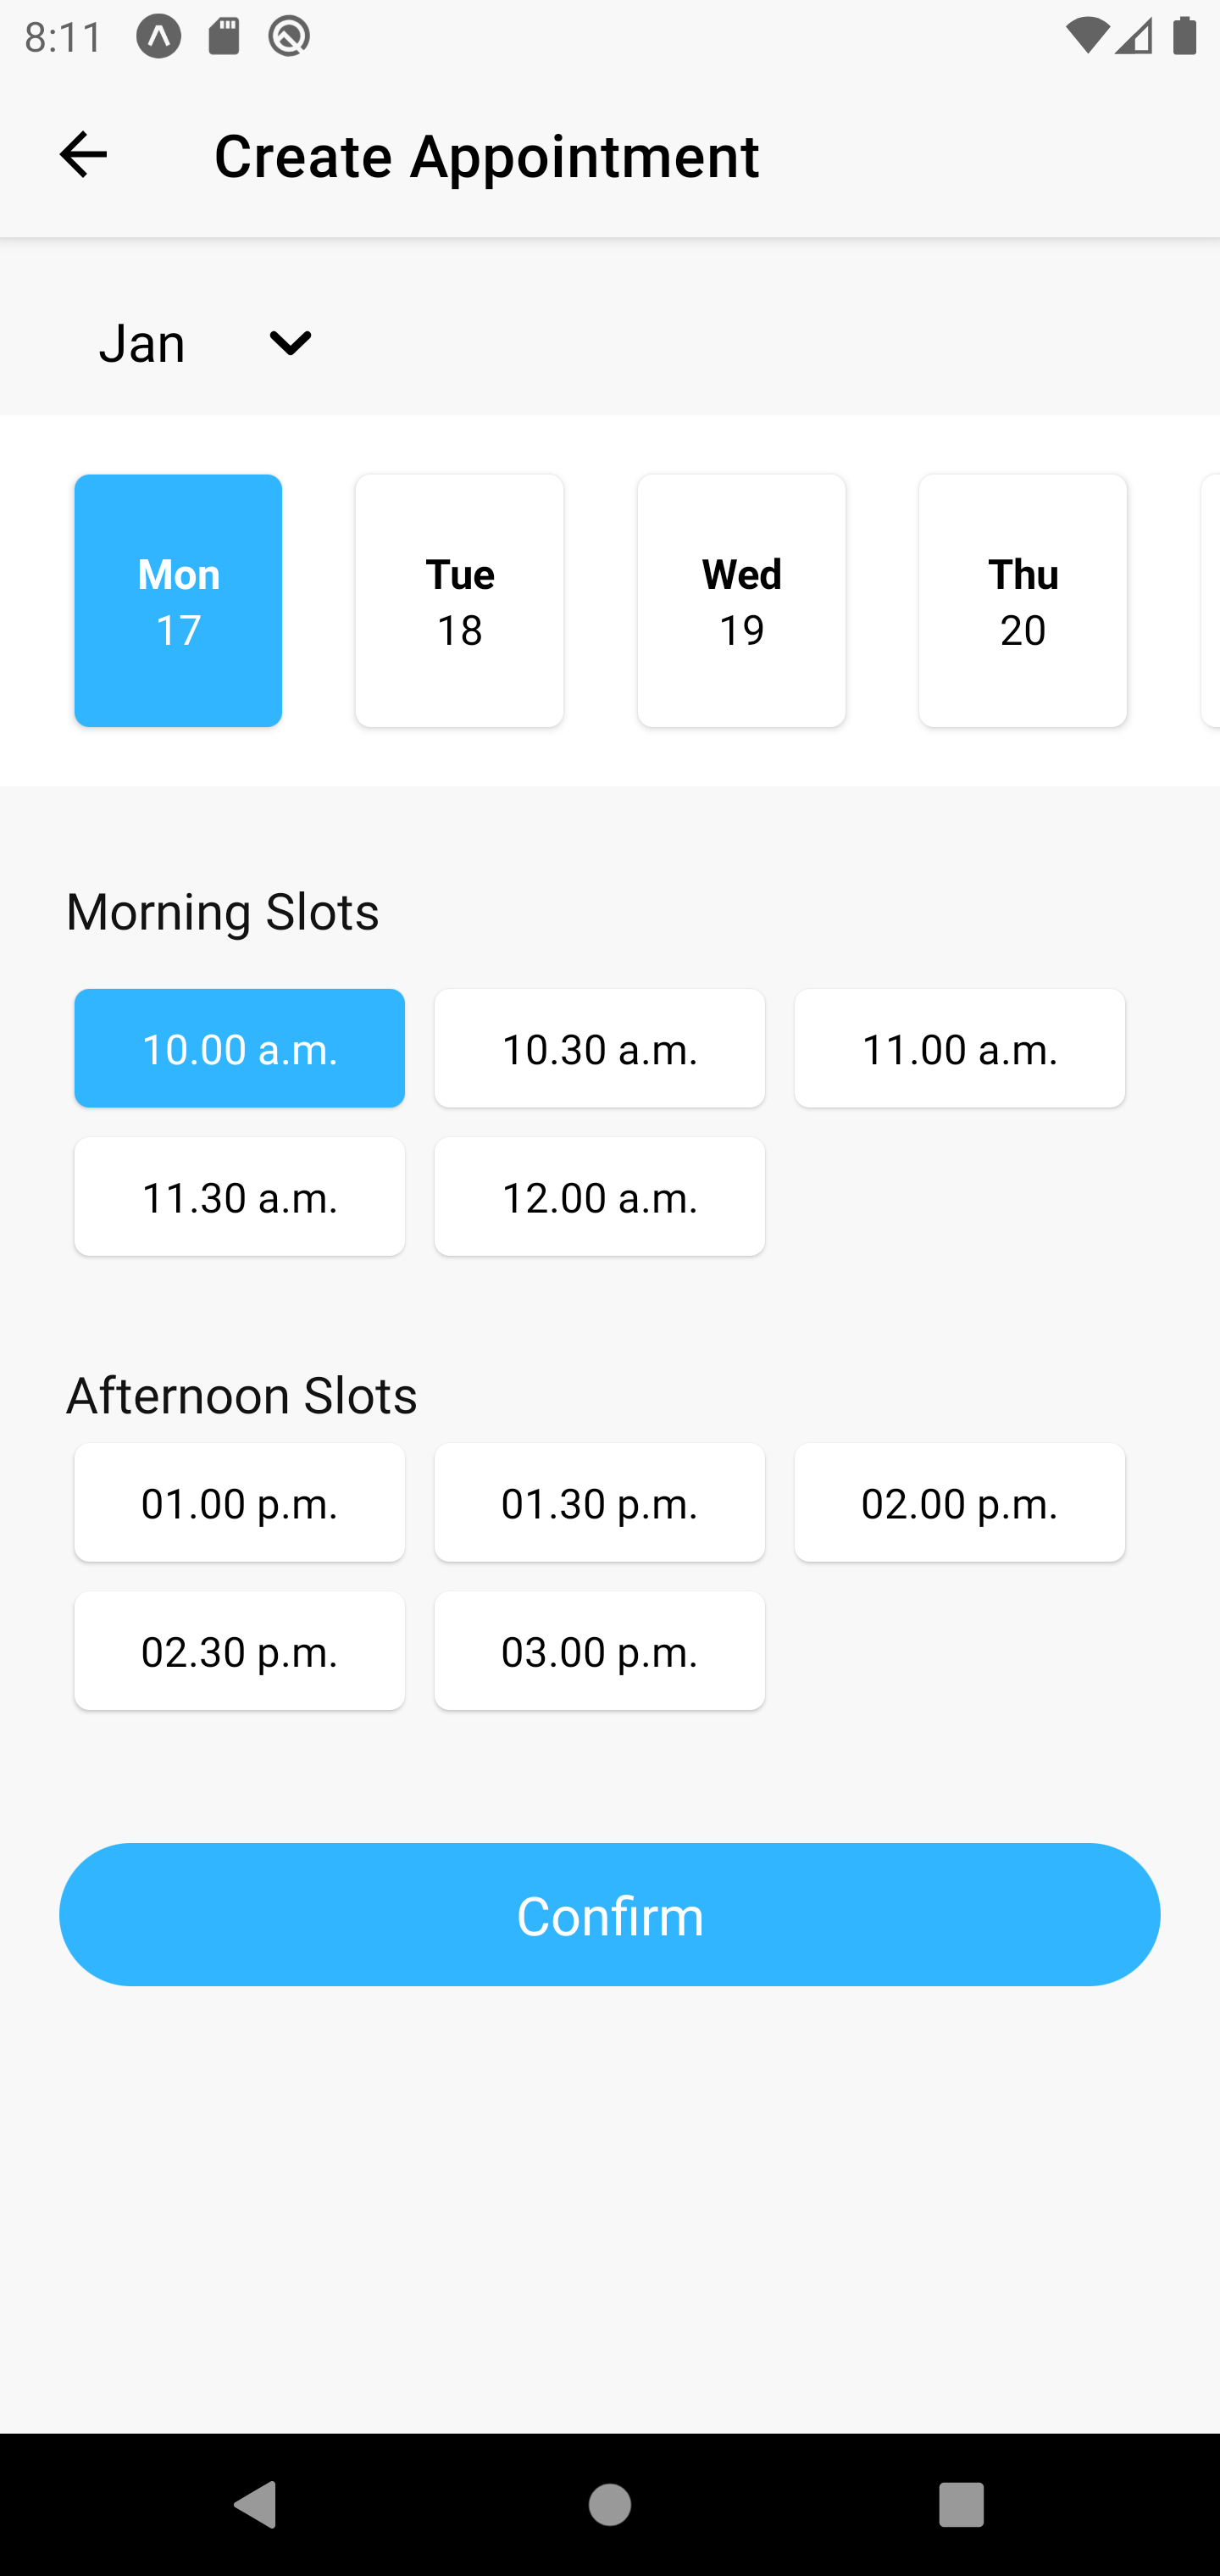 8:11
Create Appointment
Jan
Mon Tue Wed Thu
17 18 19 20
Morning Slots
10.00 a.m. 10.30 a.m. 11.00 a.m.
11.30 a.m. 12.00 a.m.
Afternoon Slots
01.00 p.m. 01.30 p.m. 02.00 p.m.
02.30 p.m. 03.00 p.m.
Confirm